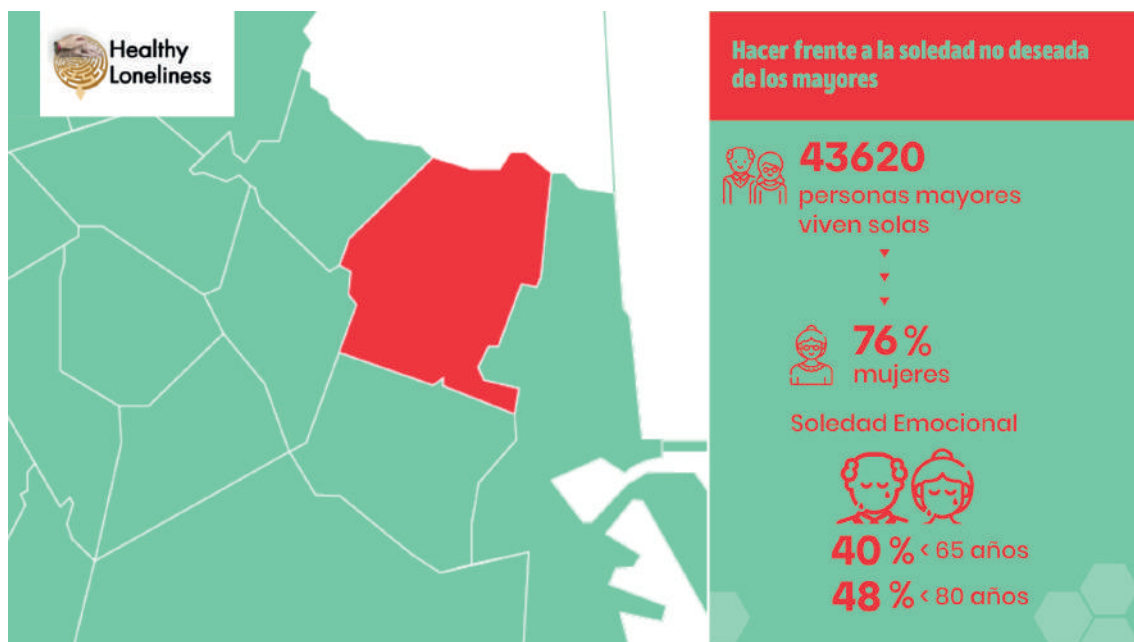 Healthy
Loneliness
Hacer frente a la soledad no deseada
de los mayores
43620
personas mayores
viven solas
76 %
mujeres
Soledad Emocional
40 % < 65 años
48 % < 80 años